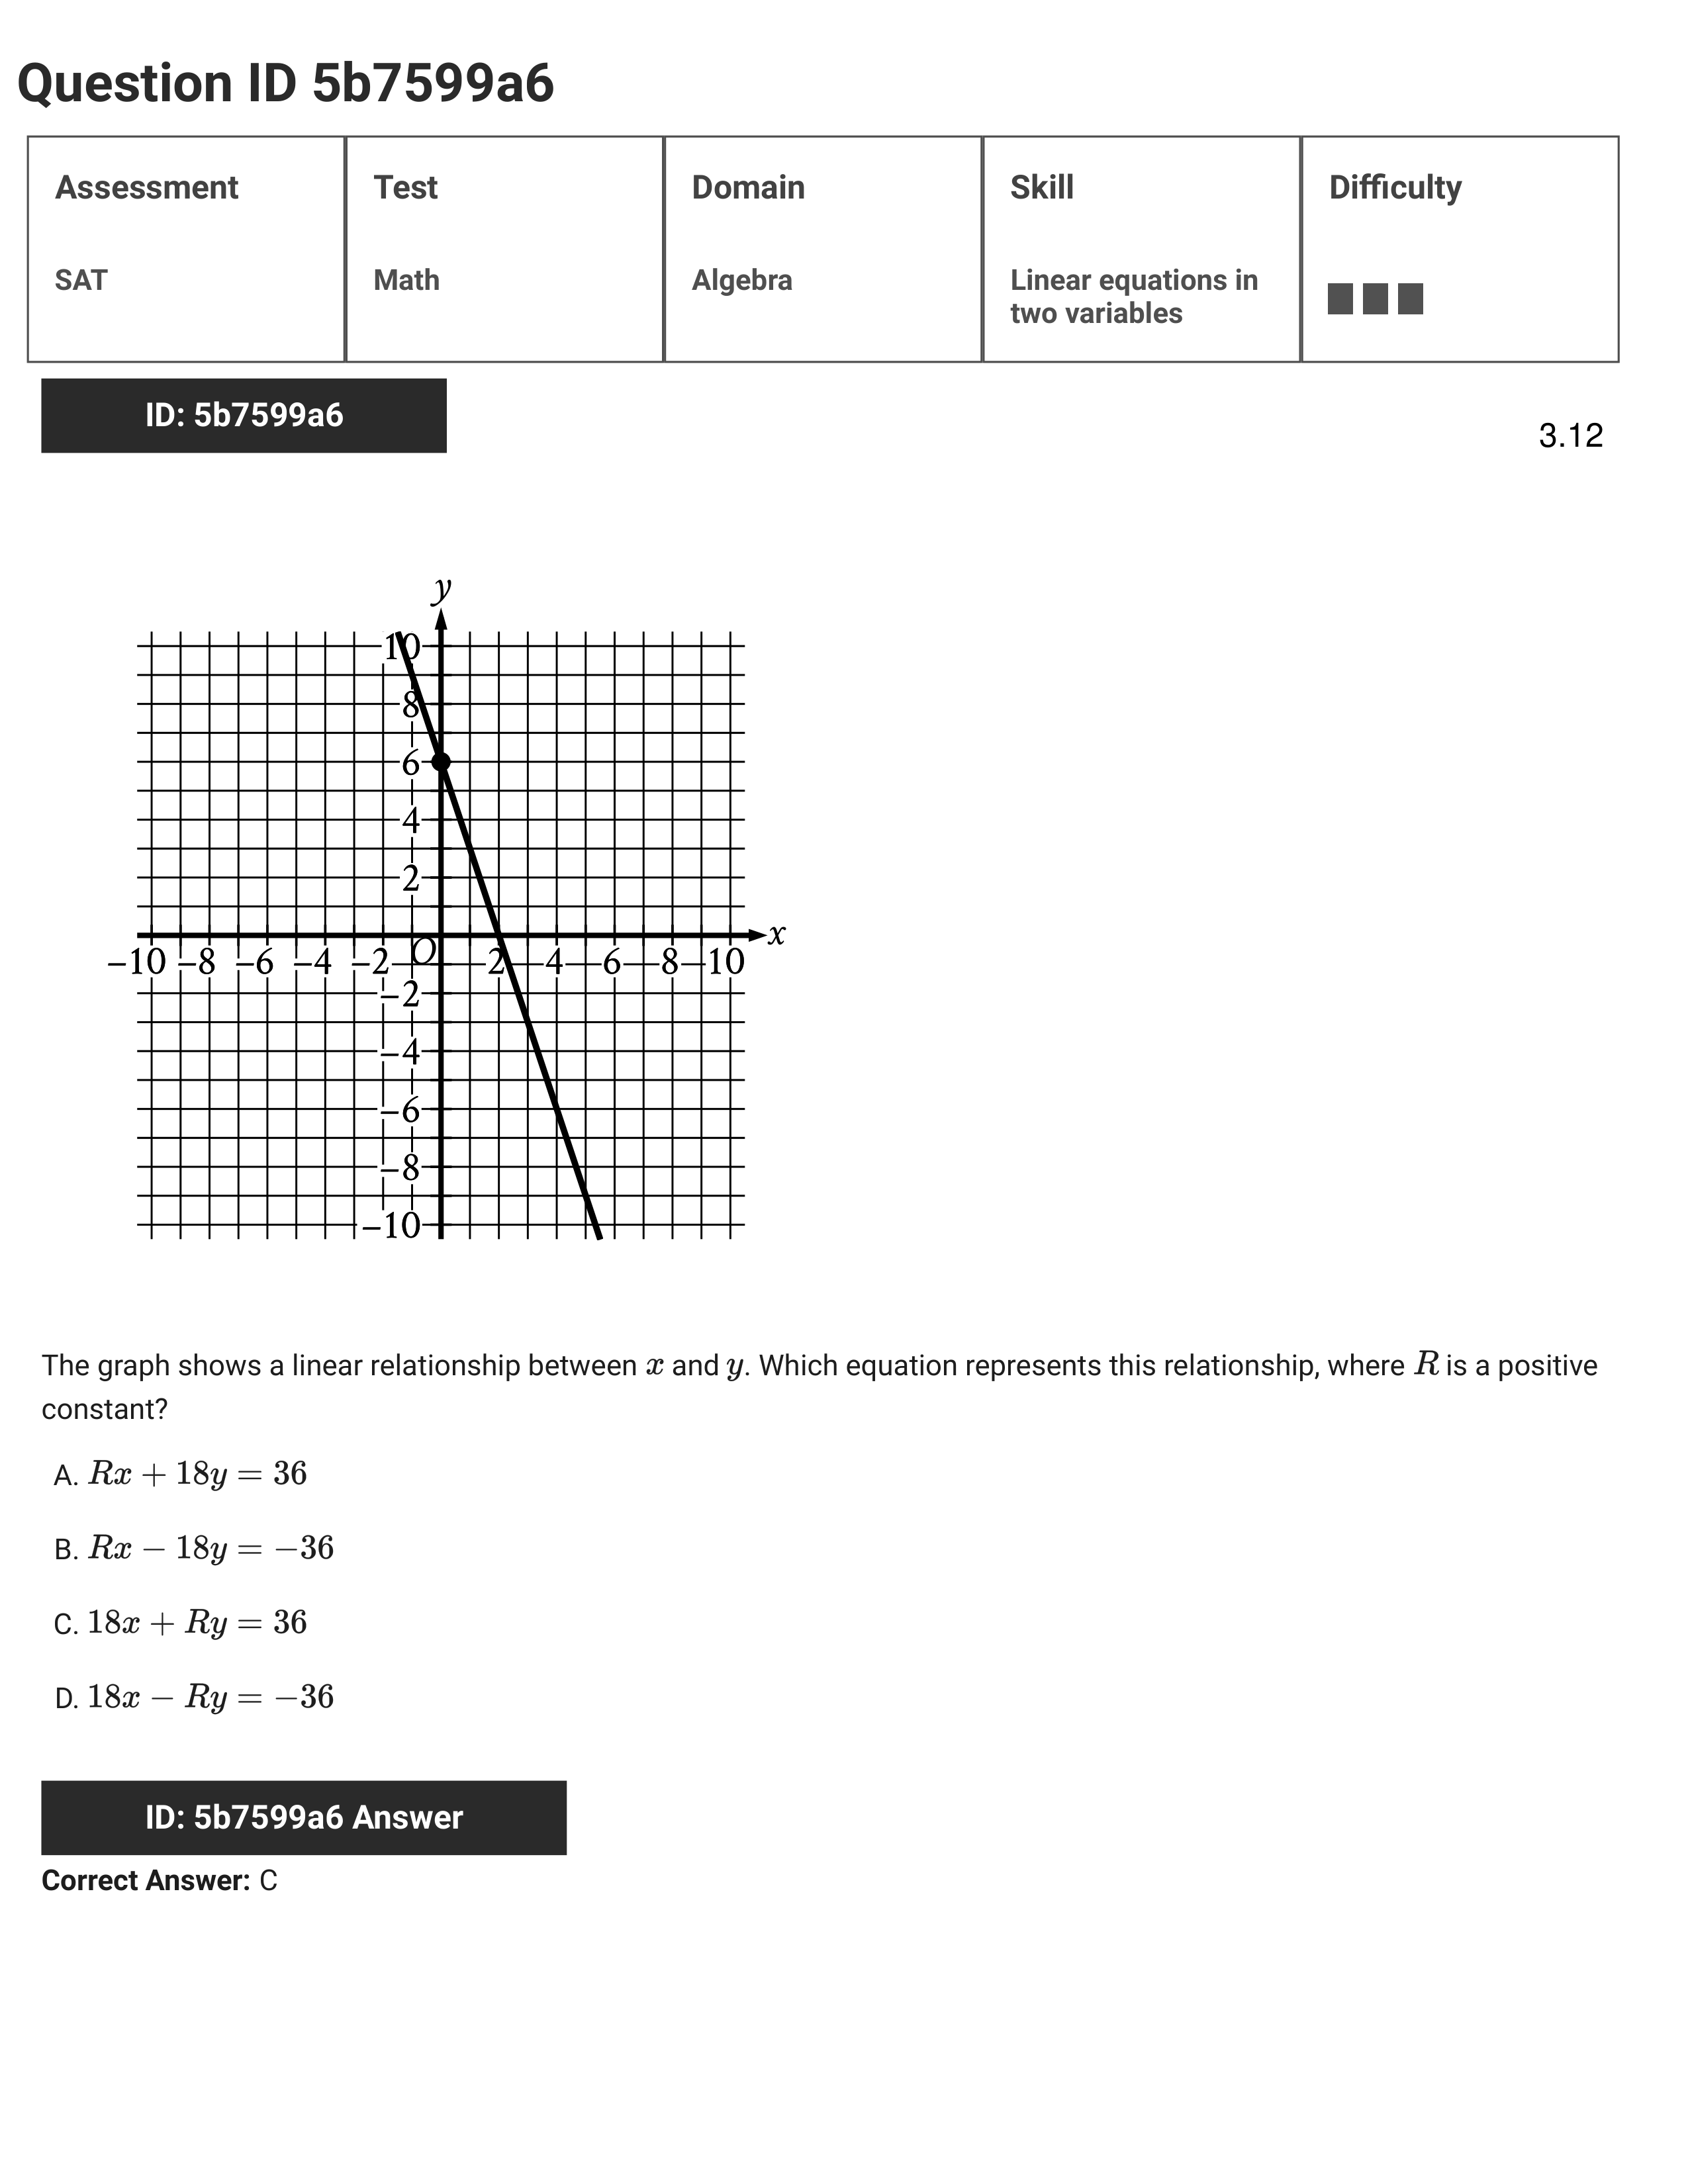 Question ID 5b7599a6
Assessment Test Domain Skill Difficulty
SAT Math Algebra Linear equations in
two variables
ID: 5b7599a6
3.12
y
10
8
6
4
2
x
−10 −8 −6 −4 −2 O 2 4 6 8 10
−2
−4
−6
−8
−10
The graph shows a linear relationship between x and y. Which equation represents this relationship, where R is a positive
constant?
A. Rx + 18y = 36
B. Rx − 18y = −36
C. 18x + Ry = 36
D. 18x − Ry = −36
ID: 5b7599a6 Answer
Correct Answer: C